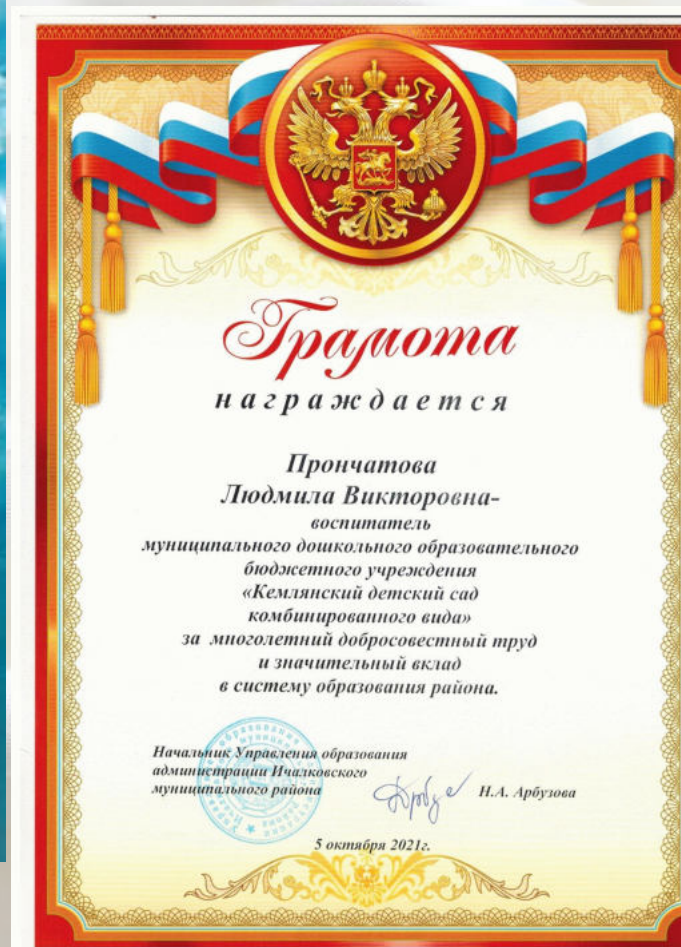 Грамота
награждается
Прончатова
Людмила Викторовна-
воспитатель
муниципального дошкольного образовательного
бюджетного учреждения
«Кемлянский детский сад
комбинированного вида»
за многолетний добросовестный труд
и значительный вклад
в систему образования района.
Начальник Управления образования
администрации Ичалковского
муниципального района
Н.А. Арбузова
5 октября 2021г.